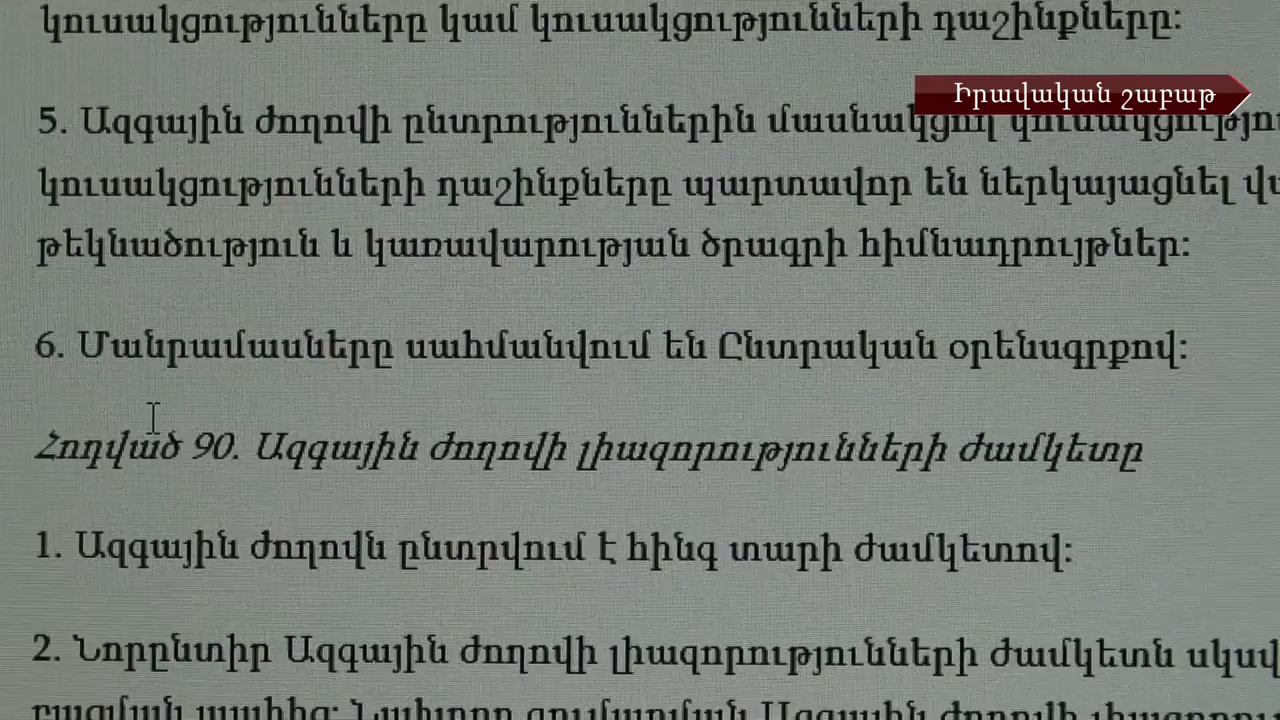 կուսակցությունները կամ կուսակցությունների դաշինքները:
Իրավական շաբաթ
5. Ազգային ժողովի ընտրություններին մասնակցող
կուսակցությունների դաշինքները պարտավոր են ներկայացնել
թեկնածություն և կառավարության ծրագրի հիմնադրույթներ:
6. Մանրամասները սահմանվում են Ընտրական օրենսգրքով:
Հոդված 90. Ազգային ժողովի լիազորությունների ժամկետը
1. Ազգային ժողովն ընտրվում է հինգ տարի ժամկետով:
2. Նորընտիր Ազգային ժողովի լիազորությունների ժամկետն